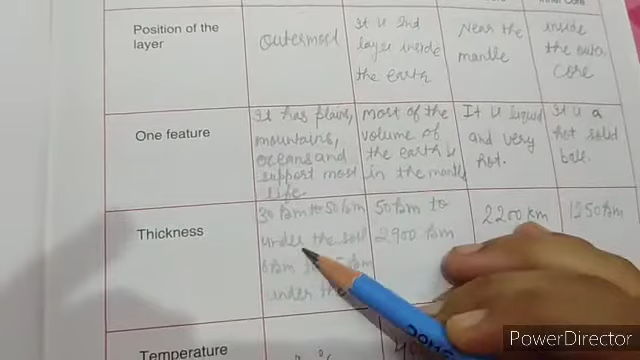 Inner Core
Position of the
layer
outermost
It is 2nd
layer inside
the earth
Near the
mantle
inside
the outer
core
One feature
It has plains,
mountains,
oceans and
support most
life.
most of the
volume of
the earth is
in the mantle
It is liquid
and very
hot.
It is a
hot solid
ball.
Thickness
30 km to 50 km
under the soil
under the
50 km to
2900 km
2200 km
1250 km
Temperature
PowerDirector